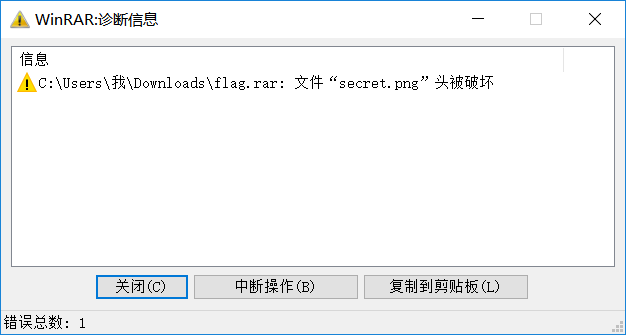 WinRAR:诊断信息
信息
C:\Users\我\Downloads\flag.rar: 文件“secret.png”头被破坏
关闭(C)
中断操作(B)
复制到剪贴板(L)
错误总数: 1